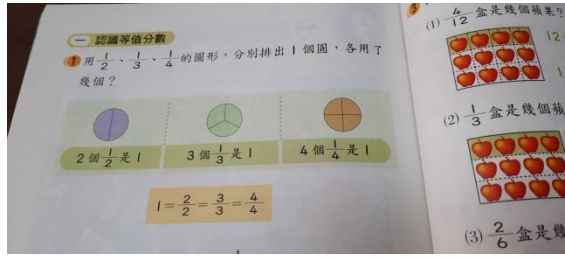 一 認識等值分數
1 用 1/2、1/3、1/4 的圖形，分別排出 1 個圓，各用了
幾個？
2 個 1/2 是 1
3 個 1/3 是 1
4 個 1/4 是 1
1 = 2/2 = 3/3 = 4/4
(1) 4/12 盒是幾個蘋果？
12
(2) 1/3 盒是幾個蘋
(3) 2/6 盒是幾